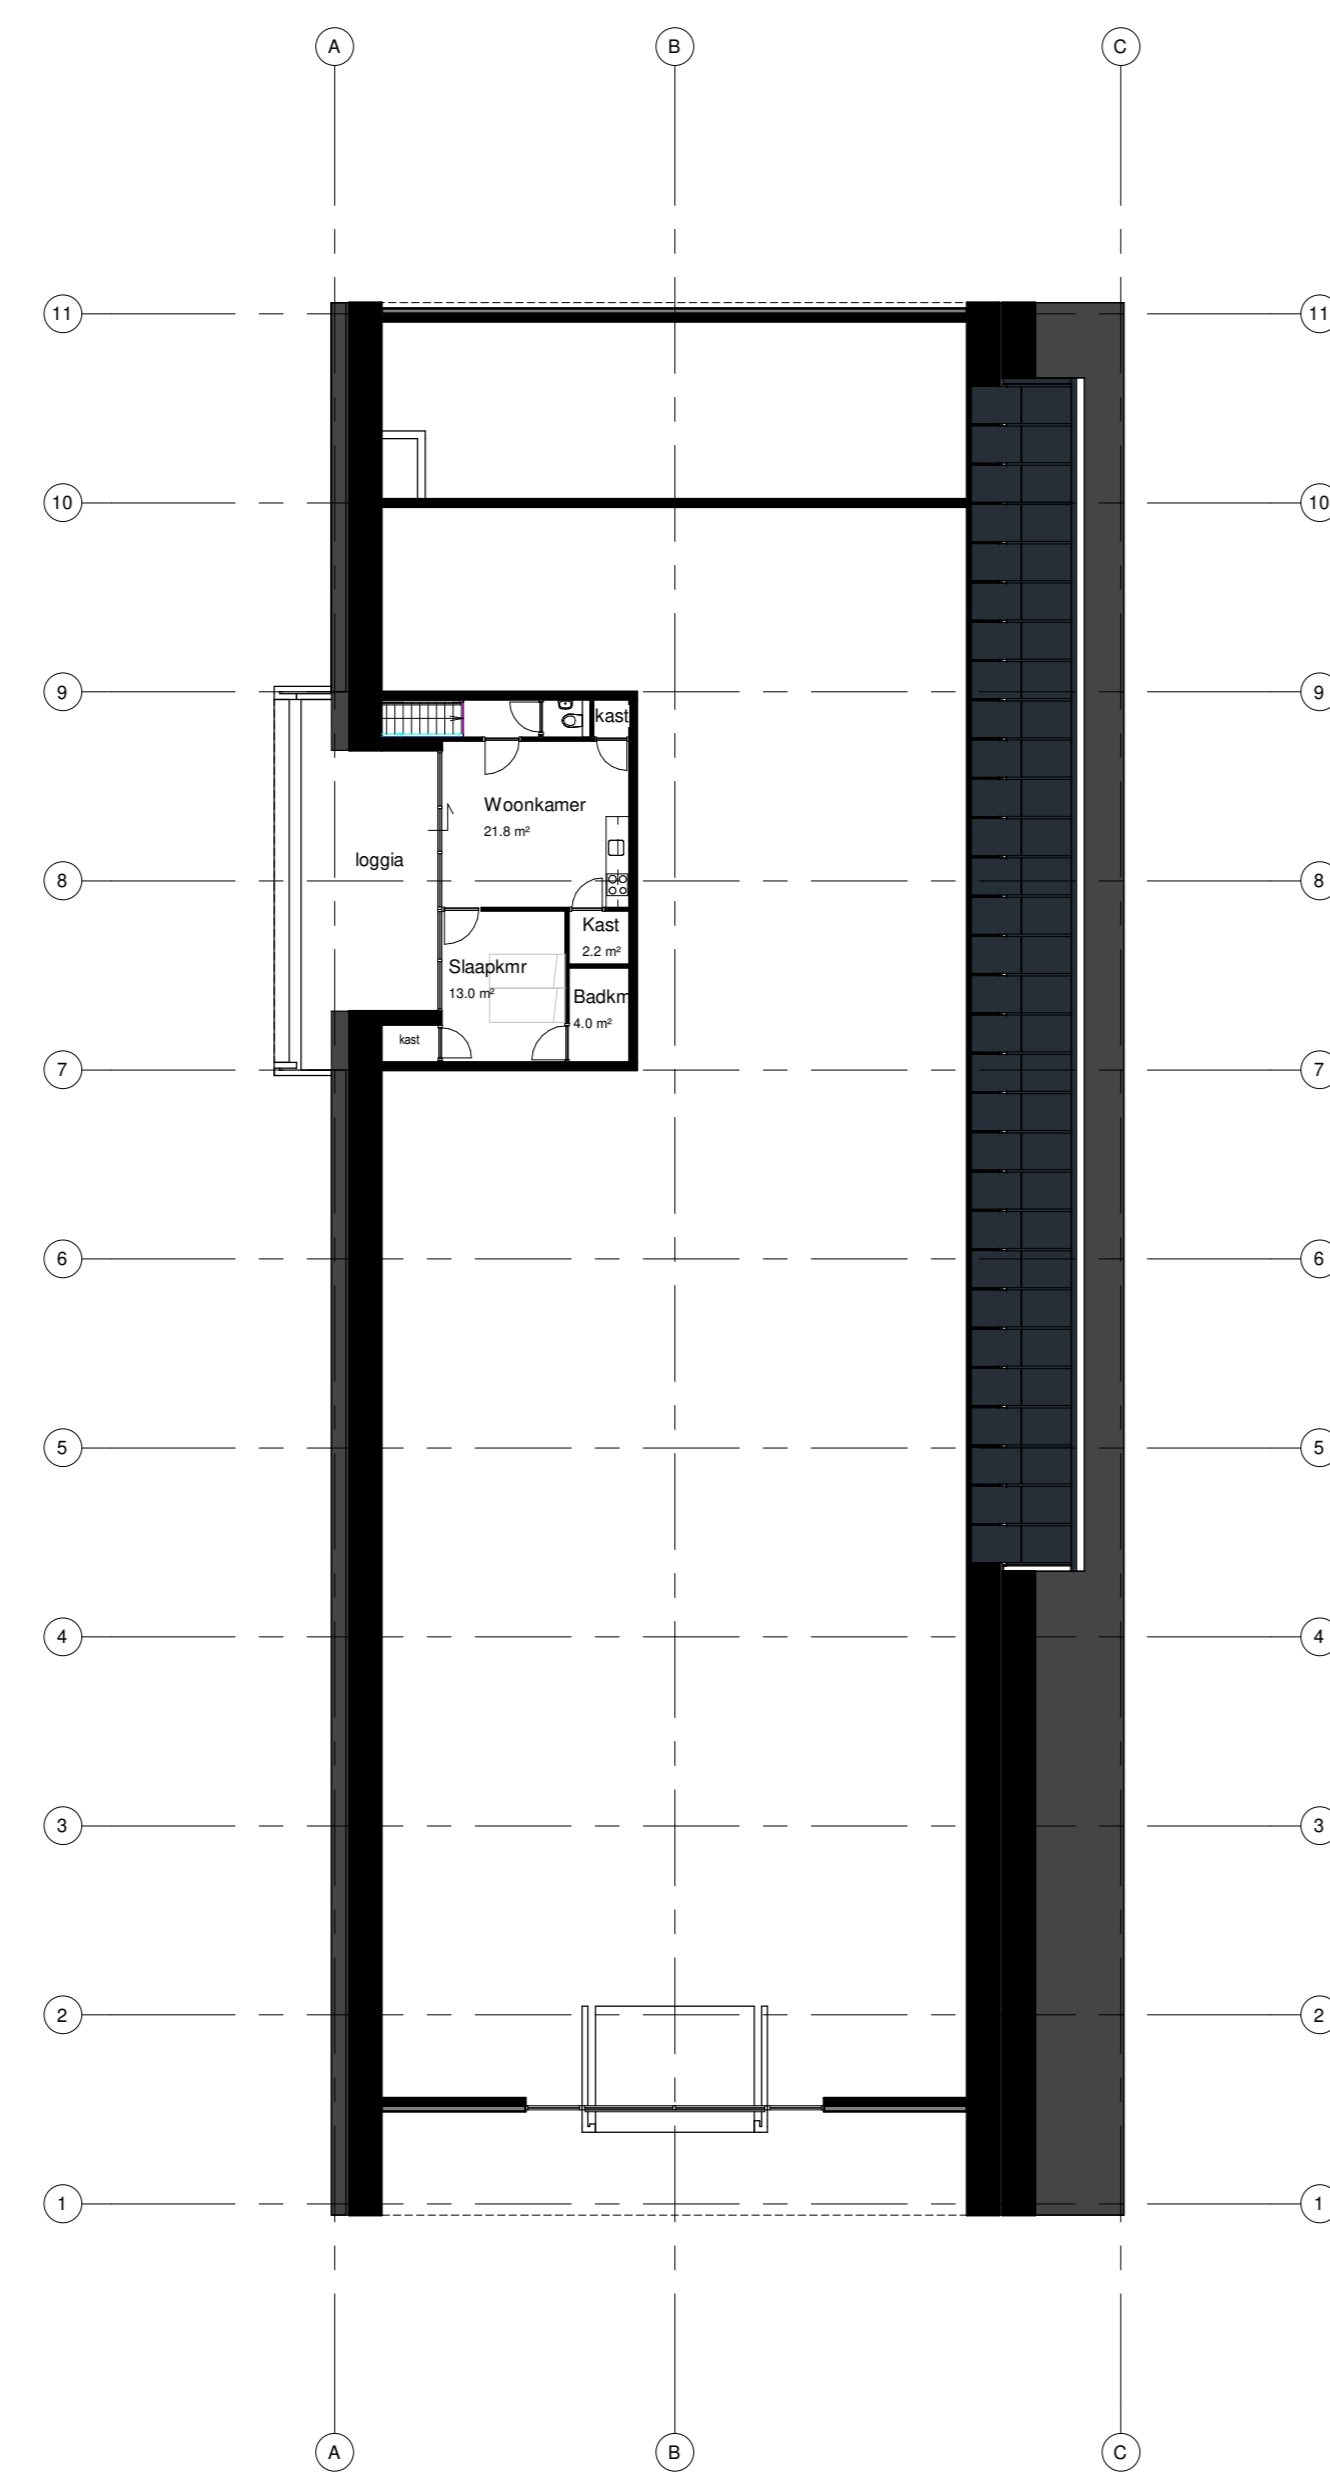 A B C
11 11
10 10
9 9
kast
Woonkamer
21.8 m²
loggia
8 8
Kast
2.2 m²
Slaapkmr
13.0 m²
Badkm
4.0 m²
kast
7 7
6 6
5 5
4 4
3 3
2 2
1 1
A B C